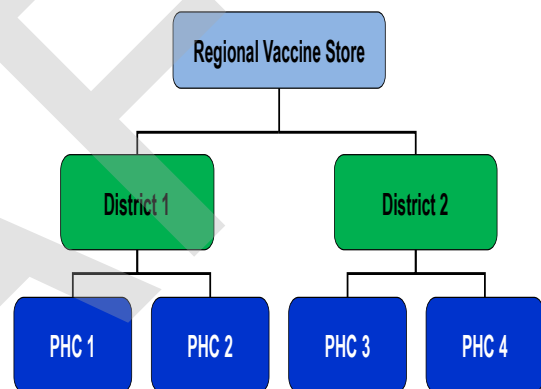 Regional Vaccine Store
District 1
District 2
PHC 1
PHC 2
PHC 3
PHC 4